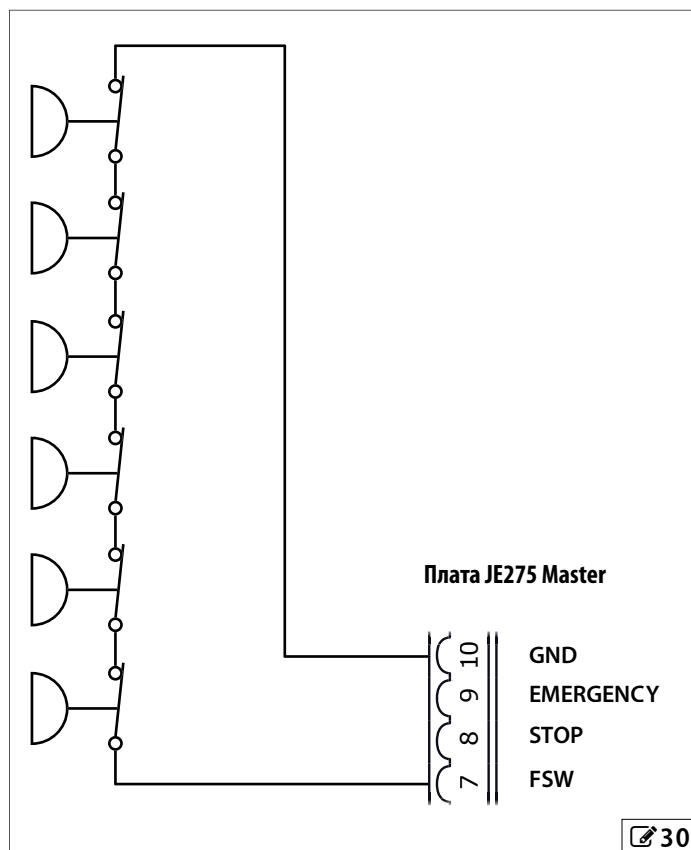 Плата JE275 Master
10 GND
9 EMERGENCY
8 STOP
7 FSW
30